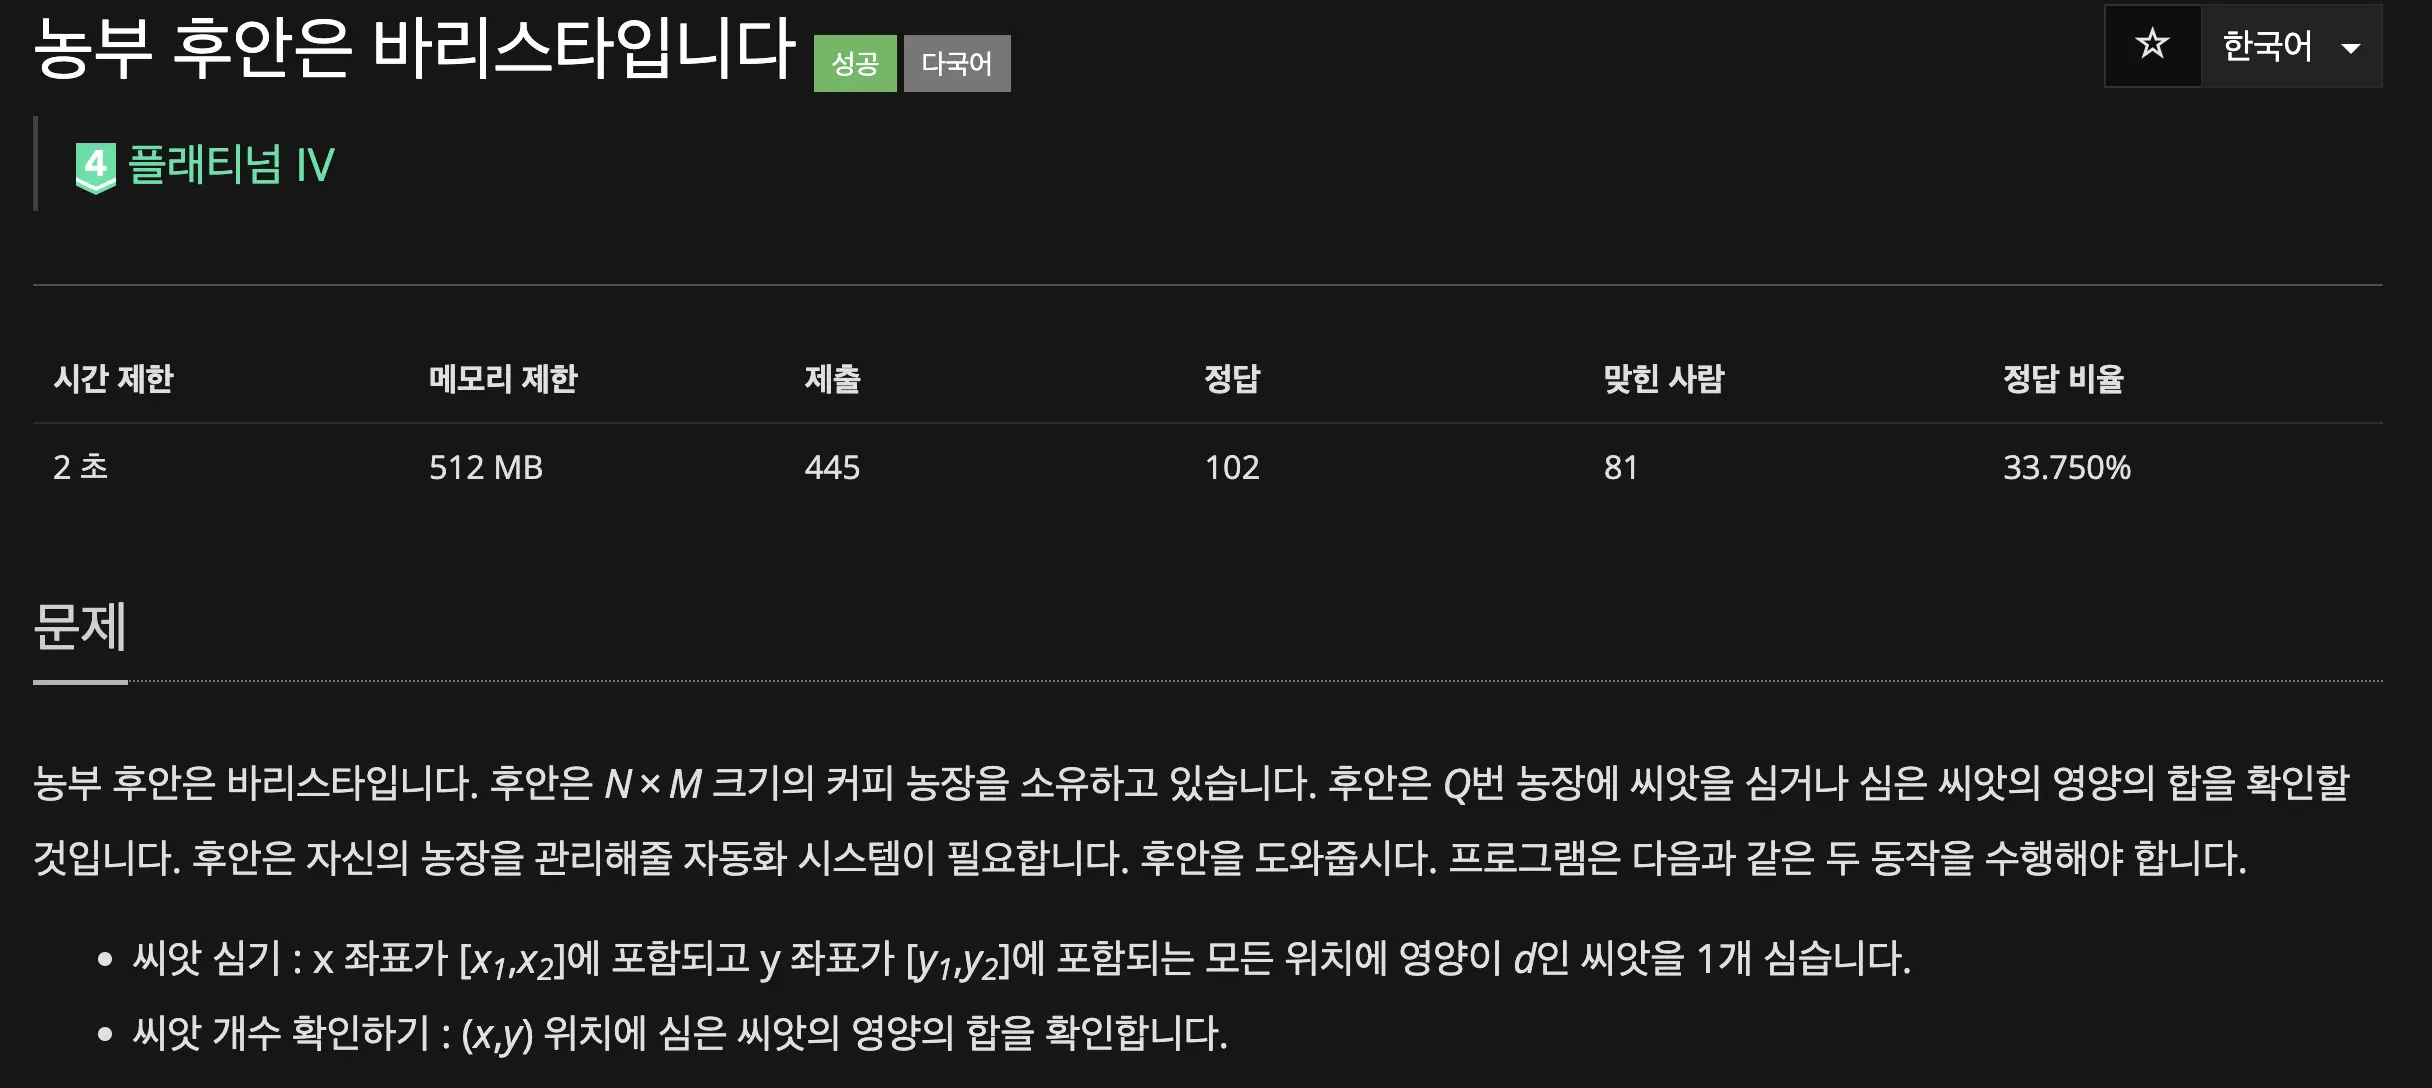 농부 후안은 바리스타입니다 성공 다국어
☆ 한국어
4 플래티넘 IV
시간 제한 메모리 제한 제출 정답 맞힌 사람 정답 비율
2 초 512 MB 445 102 81 33.750%
문제
농부 후안은 바리스타입니다. 후안은 N × M 크기의 커피 농장을 소유하고 있습니다. 후안은 Q번 농장에 씨앗을 심거나 심은 씨앗의 영양의 합을 확인할
것입니다. 후안은 자신의 농장을 관리해줄 자동화 시스템이 필요합니다. 후안을 도와줍시다. 프로그램은 다음과 같은 두 동작을 수행해야 합니다.
• 씨앗 심기 : x 좌표가 [x₁,x₂]에 포함되고 y 좌표가 [y₁,y₂]에 포함되는 모든 위치에 영양이 d인 씨앗을 1개 심습니다.
• 씨앗 개수 확인하기 : (x,y) 위치에 심은 씨앗의 영양의 합을 확인합니다.